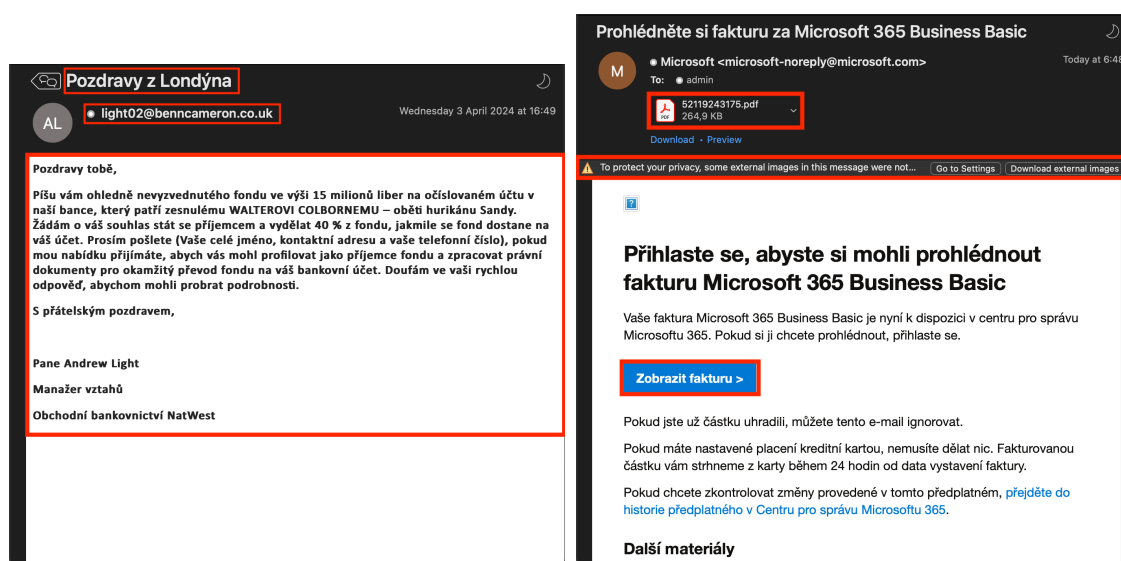 Pozdravy z Londýna
AL
light02@benncameron.co.uk
Wednesday 3 April 2024 at 16:49
Pozdravy tobě,
Píšu vám ohledně nevyzvednutého fondu ve výši 15 milionů liber na očíslovaném účtu v
naší bance, který patří zesnulému WALTEROVI COLBORNEMU – oběti hurikánu Sandy.
Žádám o váš souhlas stát se příjemcem a vydělat 40 % z fondu, jakmile se fond dostane na
váš účet. Prosím pošlete (Vaše celé jméno, kontaktní adresu a vaše telefonní číslo), pokud
mou nabídku přijímáte, abych vás mohl profilovat jako příjemce fondu a zpracovat právní
dokumenty pro okamžitý převod fondu na váš bankovní účet. Doufám ve vaši rychlou
odpověď, abychom mohli probrat podrobnosti.
S přátelským pozdravem,
Pane Andrew Light
Manažer vztahů
Obchodní bankovnictví NatWest
Prohlédněte si fakturu za Microsoft 365 Business Basic
M
Microsoft <microsoft-noreply@microsoft.com>
Today at 6:48
To: admin
PDF
52119243175.pdf
264,9 KB
Download · Preview
To protect your privacy, some external images in this message were not...
Go to Settings
Download external images
?
Přihlaste se, abyste si mohli prohlédnout
fakturu Microsoft 365 Business Basic
Vaše faktura Microsoft 365 Business Basic je nyní k dispozici v centru pro správu
Microsoftu 365. Pokud si ji chcete prohlédnout, přihlaste se.
Zobrazit fakturu >
Pokud jste už částku uhradili, můžete tento e-mail ignorovat.
Pokud máte nastavené placení kreditní kartou, nemusíte dělat nic. Fakturovanou
částku vám strhneme z karty během 24 hodin od data vystavení faktury.
Pokud chcete zkontrolovat změny provedené v tomto předplatném, přejděte do
historie předplatného v Centru pro správu Microsoftu 365.
Další materiály